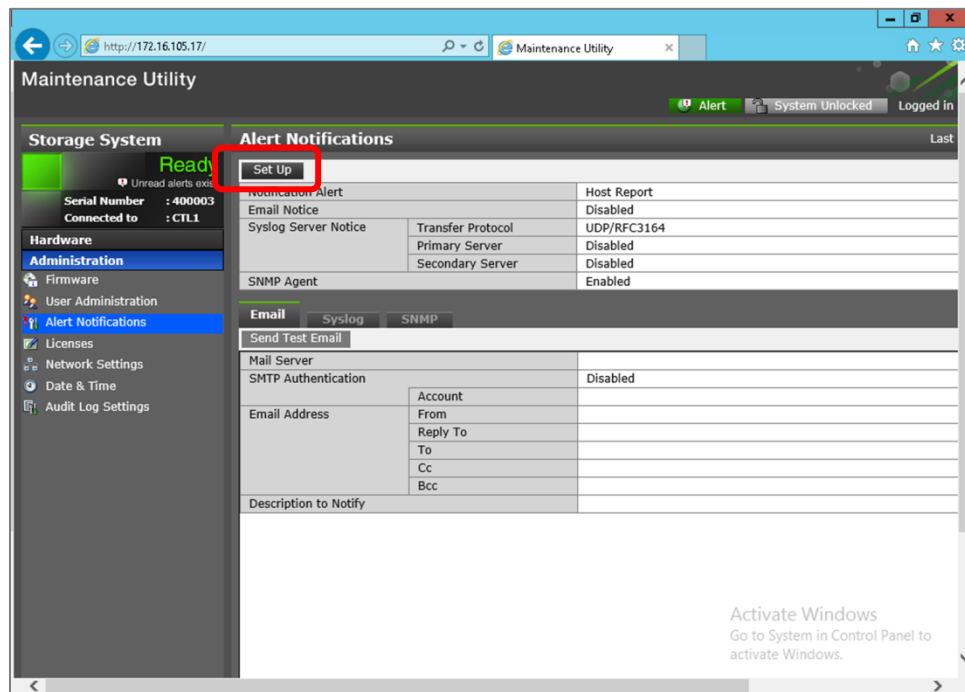 http://172.16.105.17/
Maintenance Utility
Maintenance Utility
Alert System Unlocked Logged in
Storage System
Ready
Unread alerts exis
Serial Number : 400003
Connected to : CTL1
Hardware
Administration
Firmware
User Administration
Alert Notifications
Licenses
Network Settings
Date & Time
Audit Log Settings
Alert Notifications Last
Set Up
Notification Alert Host Report
Email Notice Disabled
Syslog Server Notice Transfer Protocol UDP/RFC3164
Primary Server Disabled
Secondary Server Disabled
SNMP Agent Enabled
Email Syslog SNMP
Send Test Email
Mail Server
SMTP Authentication Disabled
Account
Email Address From
Reply To
To
Cc
Bcc
Description to Notify
Activate Windows
Go to System in Control Panel to
activate Windows.